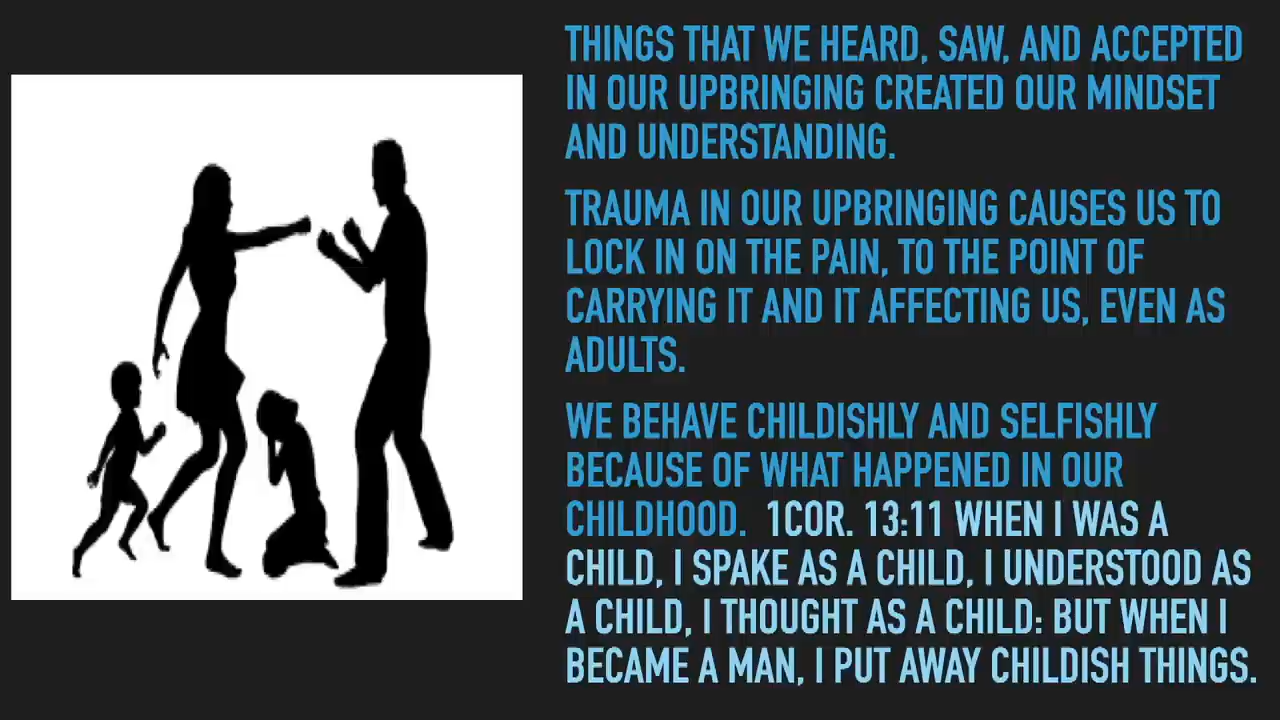 THINGS THAT WE HEARD, SAW, AND ACCEPTED
IN OUR UPBRINGING CREATED OUR MINDSET
AND UNDERSTANDING.
TRAUMA IN OUR UPBRINGING CAUSES US TO
LOCK IN ON THE PAIN, TO THE POINT OF
CARRYING IT AND IT AFFECTING US, EVEN AS
ADULTS.
WE BEHAVE CHILDISHLY AND SELFISHLY
BECAUSE OF WHAT HAPPENED IN OUR
CHILDHOOD. 1COR. 13:11 WHEN I WAS A
CHILD, I SPAKE AS A CHILD, I UNDERSTOOD AS
A CHILD, I THOUGHT AS A CHILD: BUT WHEN I
BECAME A MAN, I PUT AWAY CHILDISH THINGS.